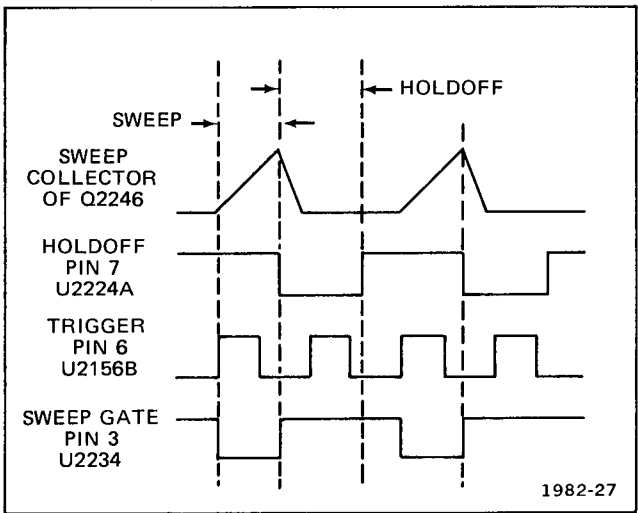 HOLDOFF
SWEEP
SWEEP
COLLECTOR
OF Q2246
HOLDOFF
PIN 7
U2224A
TRIGGER
PIN 6
U2156B
SWEEP GATE
PIN 3
U2234
1982-27